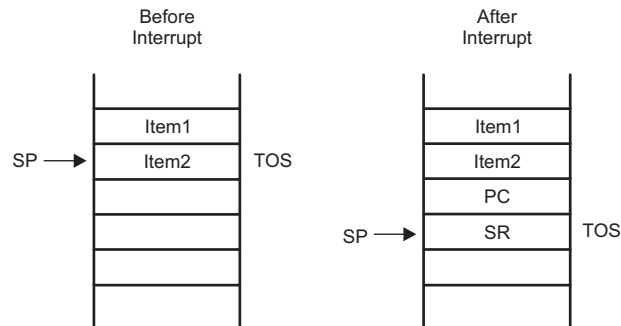 Before
Interrupt
Item1
SP
Item2
TOS
After
Interrupt
Item1
Item2
PC
SP
SR
TOS